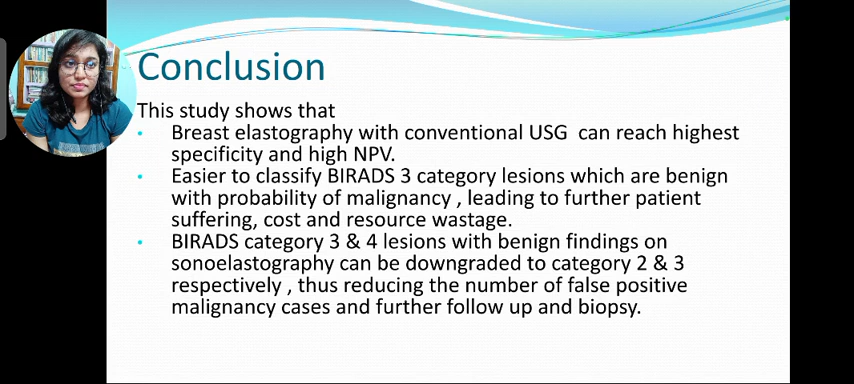 Conclusion
This study shows that
• Breast elastography with conventional USG can reach highest
specificity and high NPV.
• Easier to classify BIRADS 3 category lesions which are benign
with probability of malignancy , leading to further patient
suffering, cost and resource wastage.
• BIRADS category 3 & 4 lesions with benign findings on
sonoelastography can be downgraded to category 2 & 3
respectively , thus reducing the number of false positive
malignancy cases and further follow up and biopsy.